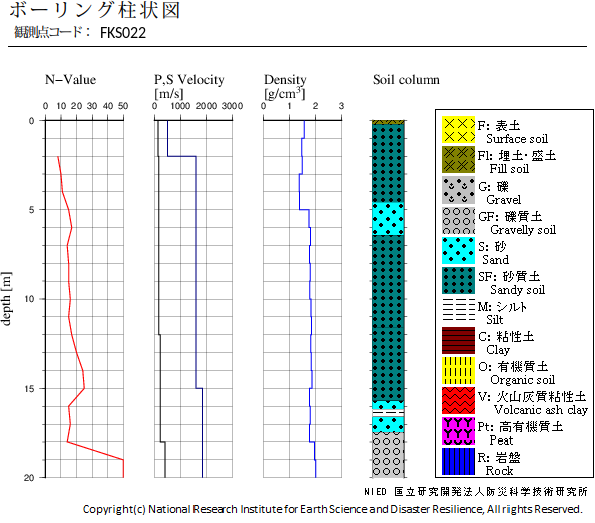 ボーリング柱状図
観測点コード： FKS022
N−Value
0 10 20 30 40 50
P,S Velocity
[m/s]
0 1000 2000 3000
Density
[g/cm³]
0 1 2 3
Soil column
depth [m]
0
5
10
15
20
F: 表土
Surface soil
Fl: 埋土・盛土
Fill soil
G: 礫
Gravel
GF: 礫質土
Gravelly soil
S: 砂
Sand
SF: 砂質土
Sandy soil
M: シルト
Silt
C: 粘性土
Clay
O: 有機質土
Organic soil
V: 火山灰質粘性土
Volcanic ash clay
Pt: 高有機質土
Peat
R: 岩盤
Rock
NIED 国立研究開発法人防災科学技術研究所
Copyright(c) National Research Institute for Earth Science and Disaster Resilience, All rights Reserved.